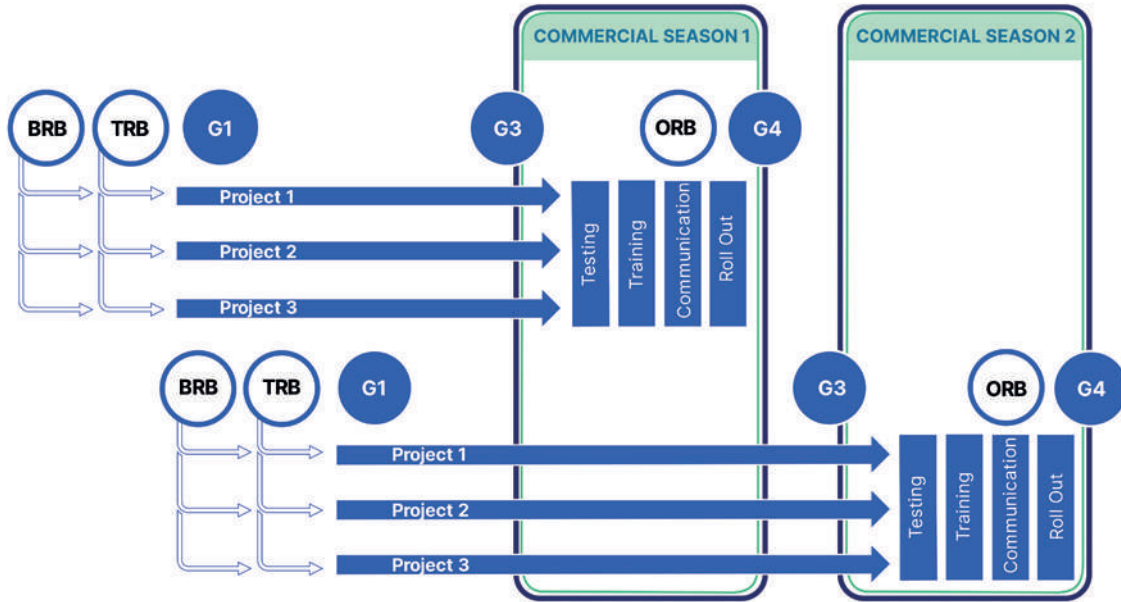 COMMERCIAL SEASON 1
COMMERCIAL SEASON 2
BRB
TRB
G1
G3
ORB
G4
Project 1
Project 2
Project 3
Testing
Training
Communication
Roll Out
BRB
TRB
G1
G3
ORB
G4
Project 1
Project 2
Project 3
Testing
Training
Communication
Roll Out